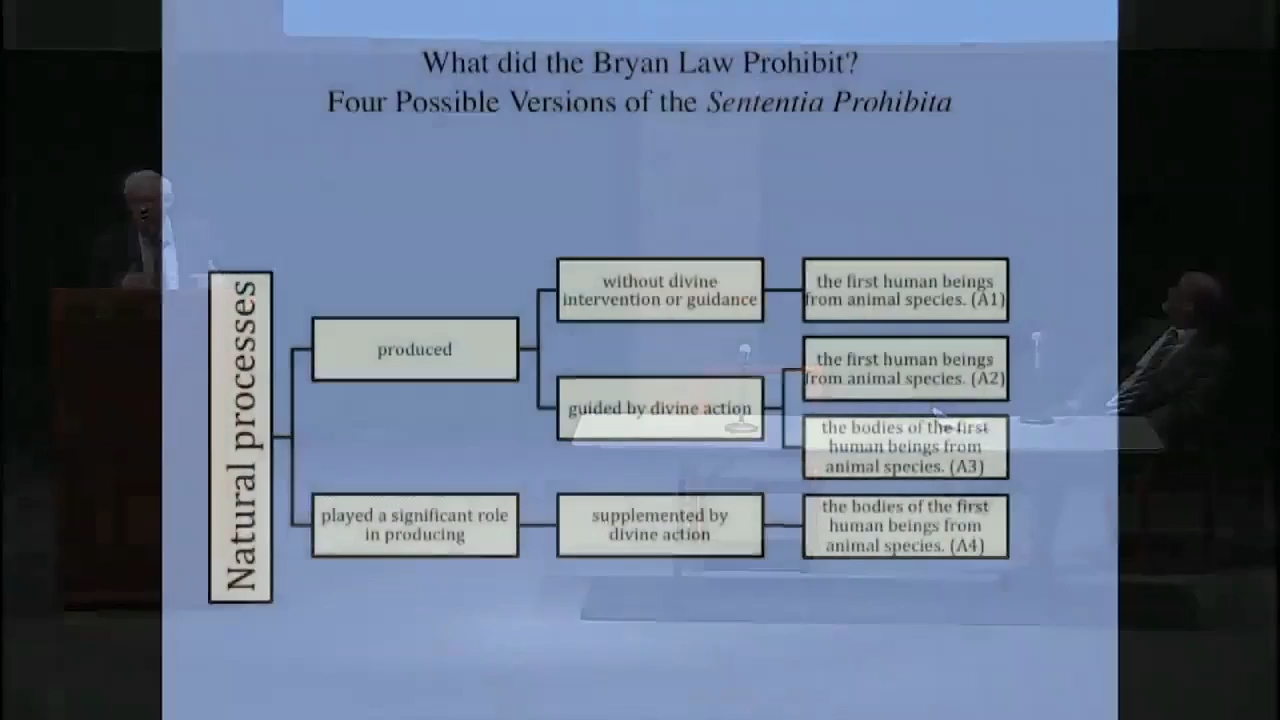 What did the Bryan Law Prohibit?
Four Possible Versions of the Sententia Prohibita
Natural processes
produced
without divine
intervention or guidance
the first human beings
from animal species. (A1)
guided by divine action
the first human beings
from animal species. (A2)
the bodies of the first
human beings from
animal species. (A3)
played a significant role
in producing
supplemented by
divine action
the bodies of the first
human beings from
animal species. (A4)